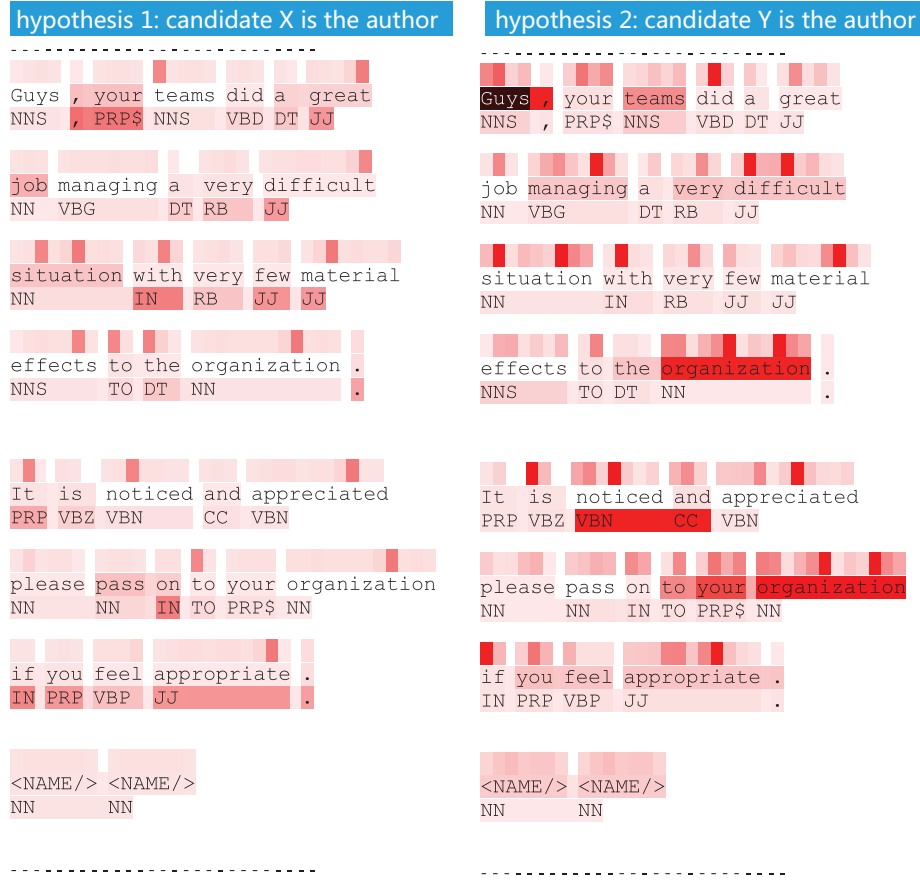 hypothesis 1: candidate X is the author
- - - - - - - - - - - - - - - - - - - - - - - - - -
Guys , your teams did a great
NNS , PRP$ NNS VBD DT JJ
job managing a very difficult
NN VBG DT RB JJ
situation with very few material
NN IN RB JJ JJ
effects to the organization .
NNS TO DT NN .
It is noticed and appreciated
PRP VBZ VBN CC VBN
please pass on to your organization
NN NN IN TO PRP$ NN
if you feel appropriate .
IN PRP VBP JJ .
<NAME/> <NAME/>
NN NN
- - - - - - - - - - - - - - - - - - - - - - - - - -
hypothesis 2: candidate Y is the author
- - - - - - - - - - - - - - - - - - - - - - - - - -
Guys , your teams did a great
NNS , PRP$ NNS VBD DT JJ
job managing a very difficult
NN VBG DT RB JJ
situation with very few material
NN IN RB JJ JJ
effects to the organization .
NNS TO DT NN .
It is noticed and appreciated
PRP VBZ VBN CC VBN
please pass on to your organization
NN NN IN TO PRP$ NN
if you feel appropriate .
IN PRP VBP JJ .
<NAME/> <NAME/>
NN NN
- - - - - - - - - - - - - - - - - - - - - - - - - -